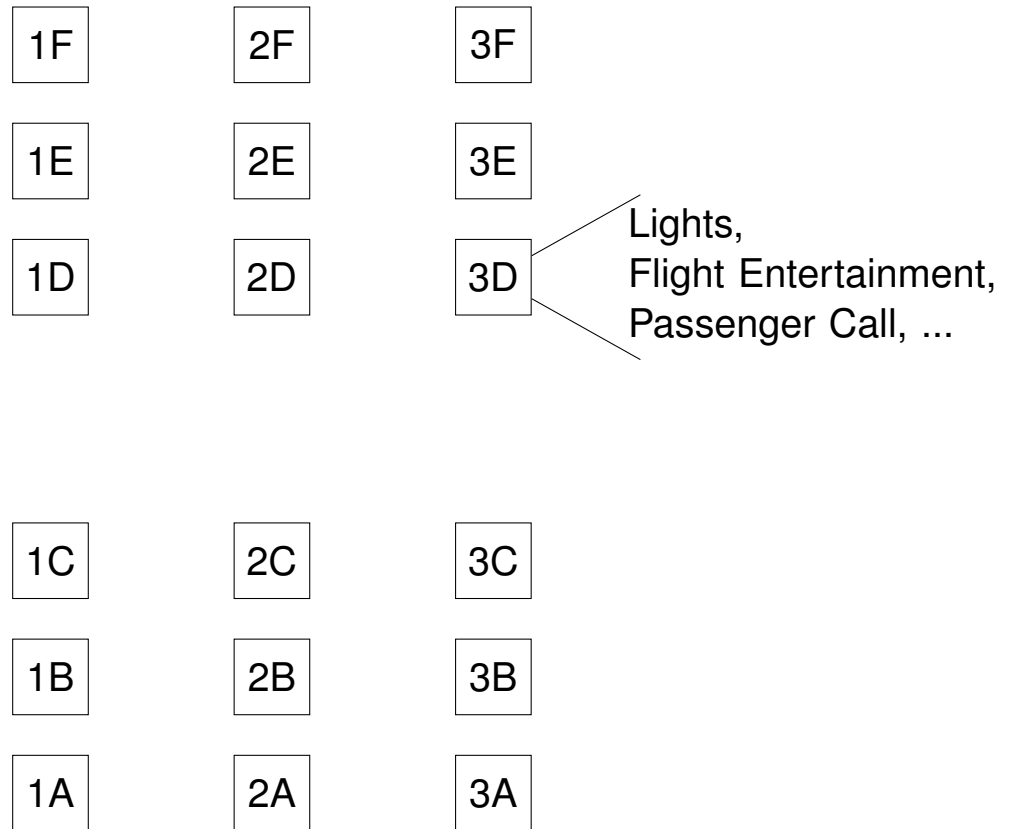 1F 2F 3F
1E 2E 3E
Lights,
1D 2D 3D Flight Entertainment,
Passenger Call, ...
1C 2C 3C
1B 2B 3B
1A 2A 3A